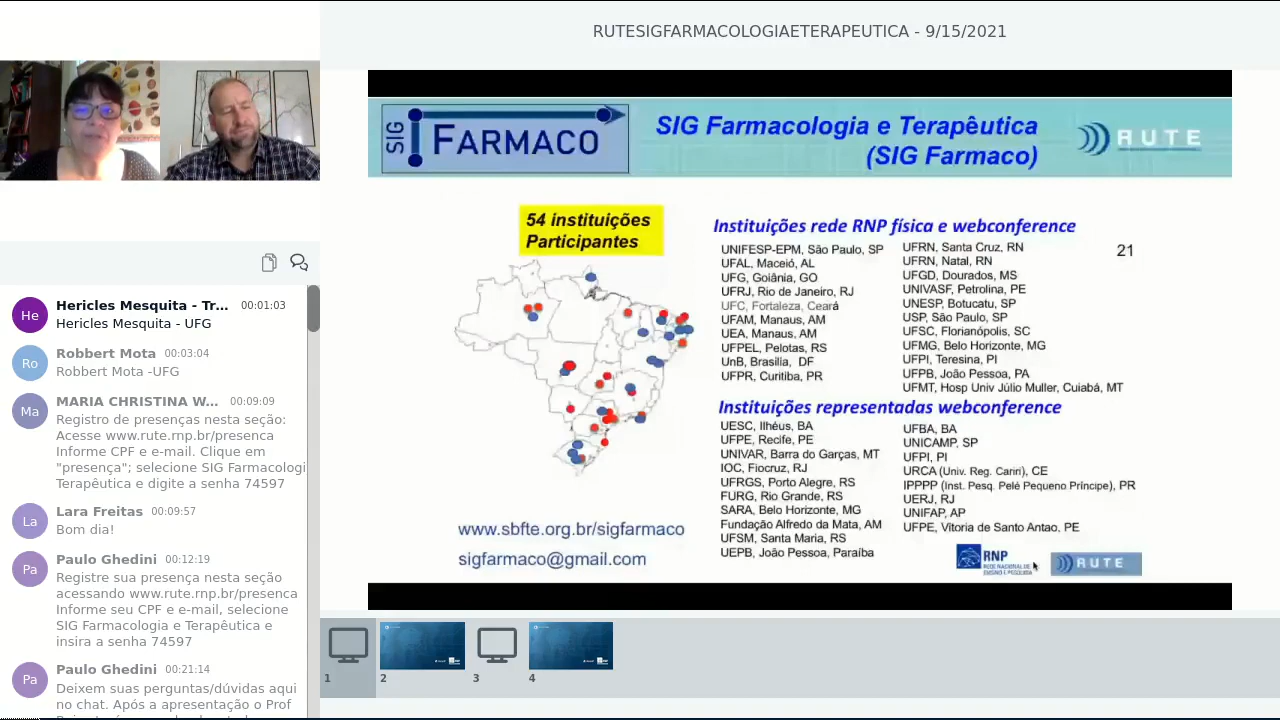 RUTESIGFARMACOLOGIAETERAPEUTICA - 9/15/2021
SIG
FARMACO
SIG Farmacologia e Terapêutica
(SIG Farmaco)
RUTE
54 instituições
Participantes
Instituições rede RNP física e webconference
21
UNIFESP-EPM, São Paulo, SP
UFAL, Maceió, AL
UFG, Goiânia, GO
UFRJ, Rio de Janeiro, RJ
UFC, Fortaleza, Ceará
UFAM, Manaus, AM
UEA, Manaus, AM
UFPEL, Pelotas, RS
UnB, Brasilia, DF
UFPR, Curitiba, PR
UFRN, Santa Cruz, RN
UFRN, Natal, RN
UFGD, Dourados, MS
UNIVASF, Petrolina, PE
UNESP, Botucatu, SP
USP, São Paulo, SP
UFSC, Florianópolis, SC
UFMG, Belo Horizonte, MG
UFPI, Teresina, PI
UFPB, João Pessoa, PA
UFMT, Hosp Univ Júlio Muller, Cuiabá, MT
Instituições representadas webconference
UESC, Ilhéus, BA
UFPE, Recife, PE
UNIVAR, Barra do Garças, MT
IOC, Fiocruz, RJ
UFRGS, Porto Alegre, RS
FURG, Rio Grande, RS
SARA, Belo Horizonte, MG
Fundação Alfredo da Mata, AM
UFSM, Santa Maria, RS
UEPB, João Pessoa, Paraíba
UFBA, BA
UNICAMP, SP
UFPI, PI
URCA (Univ. Reg. Cariri), CE
IPPPP (Inst. Pesq. Pelé Pequeno Príncipe), PR
UERJ, RJ
UNIFAP, AP
UFPE, Vitoria de Santo Antao, PE
www.sbfte.org.br/sigfarmaco
sigfarmaco@gmail.com
RNP
REDE NACIONAL DE
ENSINO E PESQUISA
RUTE
He
Hericles Mesquita - Tr... 00:01:03
Hericles Mesquita - UFG
Ro
Robbert Mota 00:03:04
Robbert Mota -UFG
Ma
MARIA CHRISTINA W... 00:09:09
Registro de presenças nesta seção:
Acesse www.rute.rnp.br/presenca
Informe CPF e e-mail. Clique em
"presença"; selecione SIG Farmacologi
Terapêutica e digite a senha 74597
La
Lara Freitas 00:09:57
Bom dia!
Pa
Paulo Ghedini 00:12:19
Registre sua presença nesta seção
acessando www.rute.rnp.br/presenca
Informe seu CPF e e-mail, selecione
SIG Farmacologia e Terapêutica e
insira a senha 74597
Pa
Paulo Ghedini 00:21:14
Deixem suas perguntas/dúvidas aqui
no chat. Após a apresentação o Prof
1
2
3
4